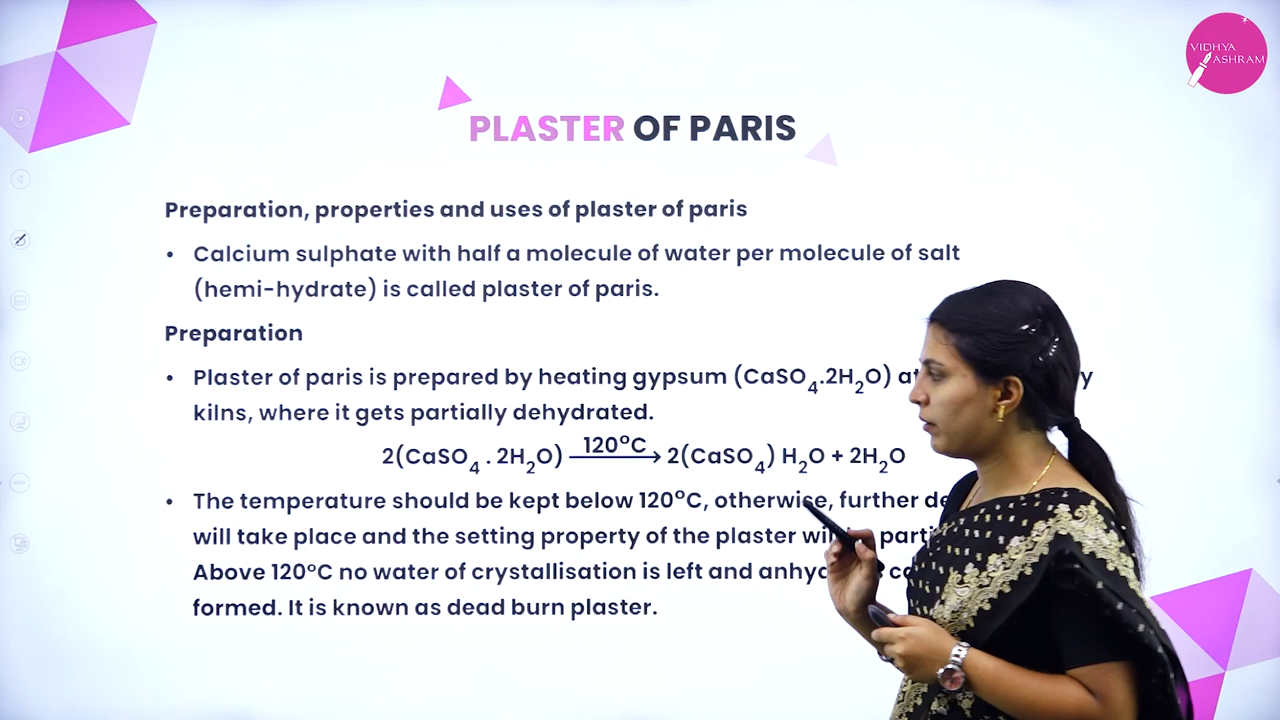 VIDHYA
ASHRAM
PLASTER OF PARIS
Preparation, properties and uses of plaster of paris
• Calcium sulphate with half a molecule of water per molecule of salt
(hemi-hydrate) is called plaster of paris.
Preparation
• Plaster of paris is prepared by heating gypsum (CaSO₄.2H₂O) at
kilns, where it gets partially dehydrated.
2(CaSO₄ . 2H₂O) 120°C → 2(CaSO₄) H₂O + 2H₂O
• The temperature should be kept below 120°C, otherwise, further
will take place and the setting property of the plaster
Above 120°C no water of crystallisation is left and
formed. It is known as dead burn plaster.